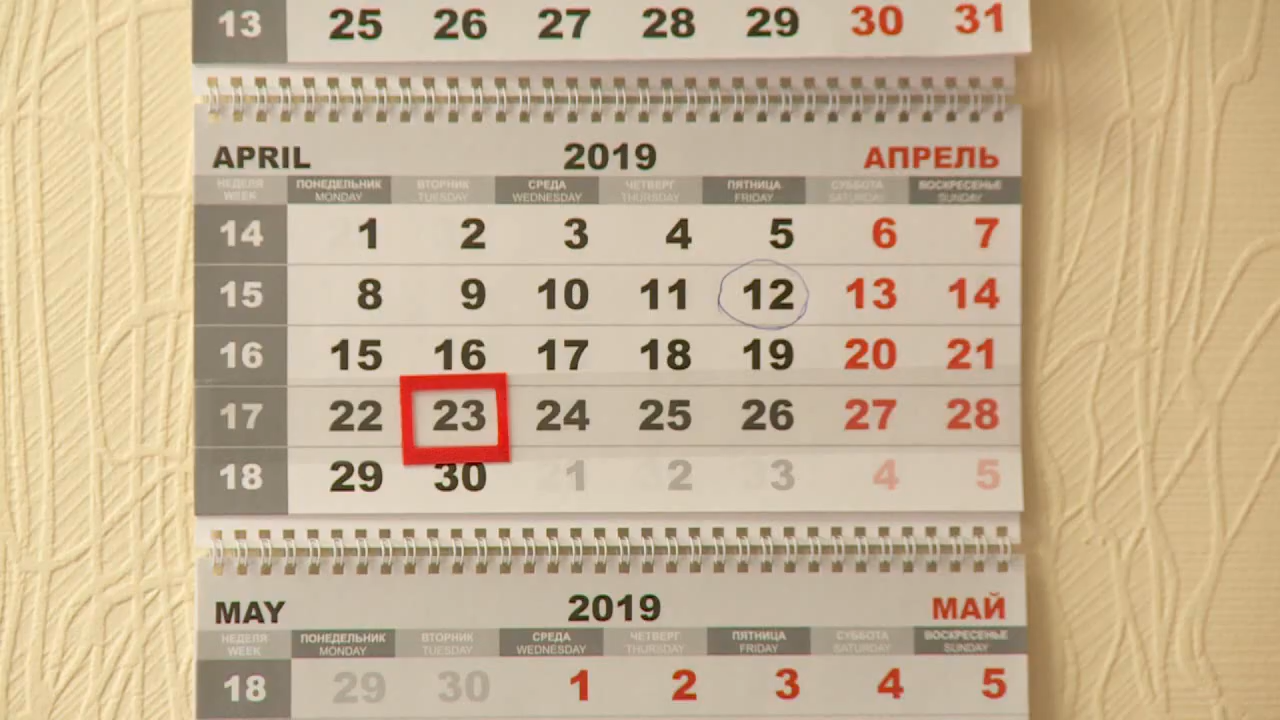 13 25 26 27 28 29 30 31
APRIL 2019 АПРЕЛЬ
НЕДЕЛЯ ПОНЕДЕЛЬНИК ВТОРНИК СРЕДА ЧЕТВЕРГ ПЯТНИЦА СУББОТА ВОСКРЕСЕНЬЕ
WEEK MONDAY TUESDAY WEDNESDAY THURSDAY FRIDAY SATURDAY SUNDAY
14 1 2 3 4 5 6 7
15 8 9 10 11 12 13 14
16 15 16 17 18 19 20 21
17 22 23 24 25 26 27 28
18 29 30 1 2 3 4 5
MAY 2019 МАЙ
НЕДЕЛЯ ПОНЕДЕЛЬНИК ВТОРНИК СРЕДА ЧЕТВЕРГ ПЯТНИЦА СУББОТА ВОСКРЕСЕНЬЕ
WEEK MONDAY TUESDAY WEDNESDAY THURSDAY FRIDAY SATURDAY SUNDAY
18 29 30 1 2 3 4 5